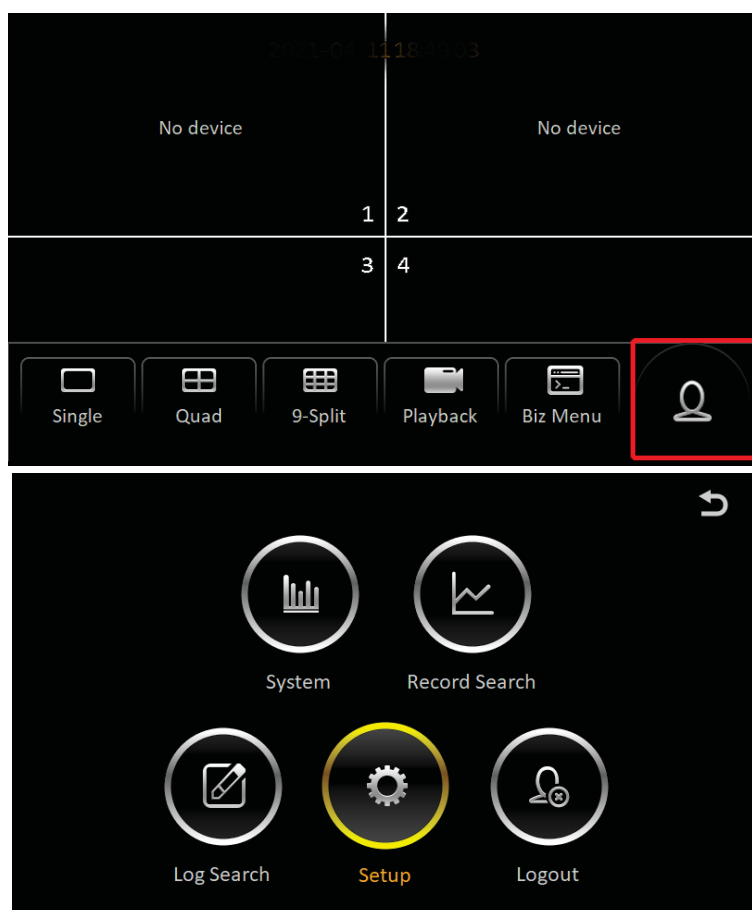 No device
No device
1 2
3 4
Single Quad 9-Split Playback Biz Menu
System Record Search
Log Search Setup Logout